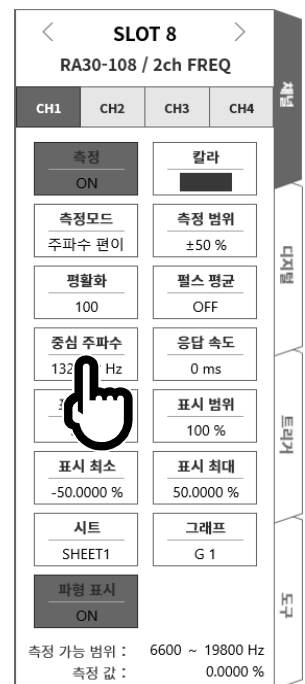 < SLOT 8 >
RA30-108 / 2ch FREQ
CH1 CH2 CH3 CH4
측정 칼라
ON
측정모드 측정 범위
주파수 편이 ±50 %
평활화 펄스 평균
100 OFF
중심 주파수 응답 속도
132 Hz 0 ms
표시 범위
100 %
표시 최소 표시 최대
-50.0000 % 50.0000 %
시트 그래프
SHEET1 G 1
파형 표시
ON
측정 가능 범위 : 6600 ~ 19800 Hz
측정 값 : 0.0000 %
채널
디지털
트리거
도구